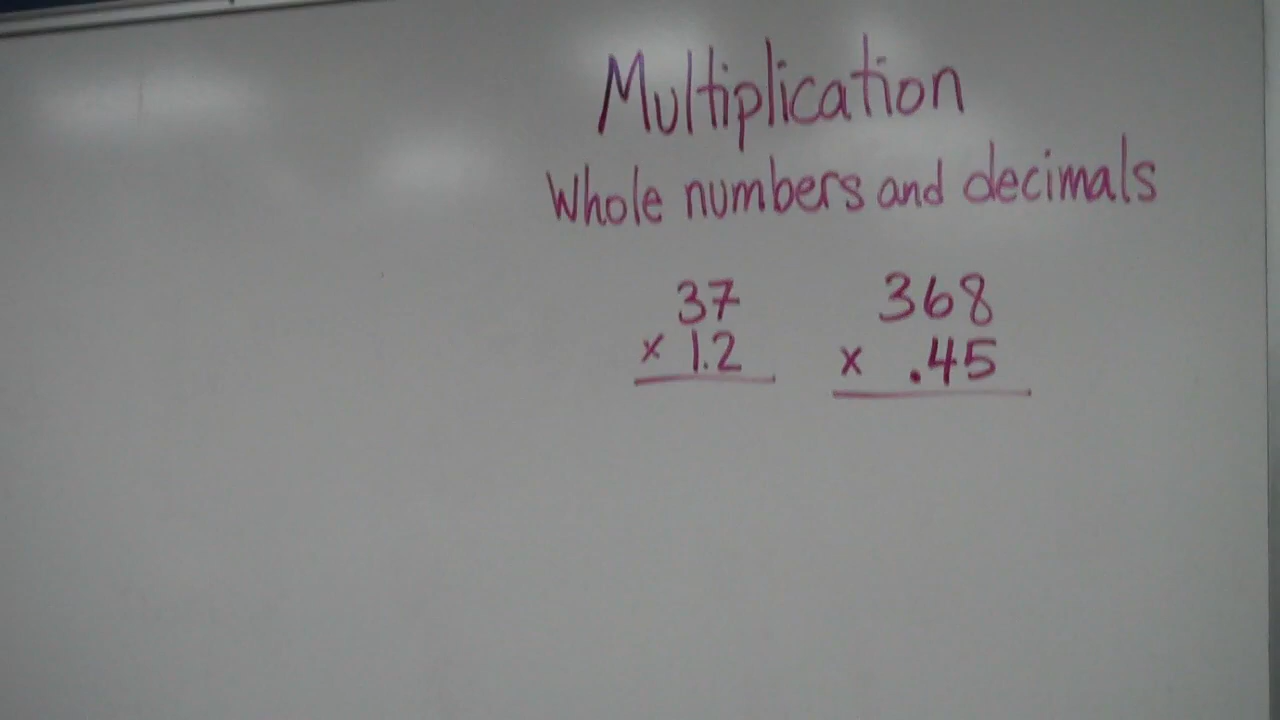 Multiplication
Whole numbers and decimals
37
x 1.2
368
x .45